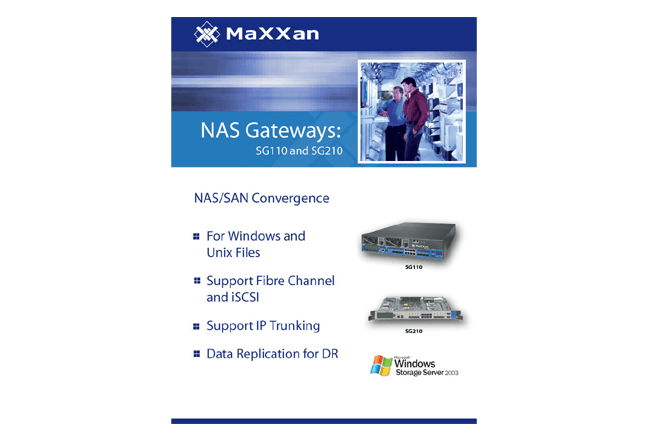 MaXXan
NAS Gateways:
SG110 and SG210
NAS/SAN Convergence
For Windows and
Unix Files
Support Fibre Channel
and iSCSI
Support IP Trunking
Data Replication for DR
MaXXan
SG110
SG210
Microsoft
Windows
Storage Server 2003